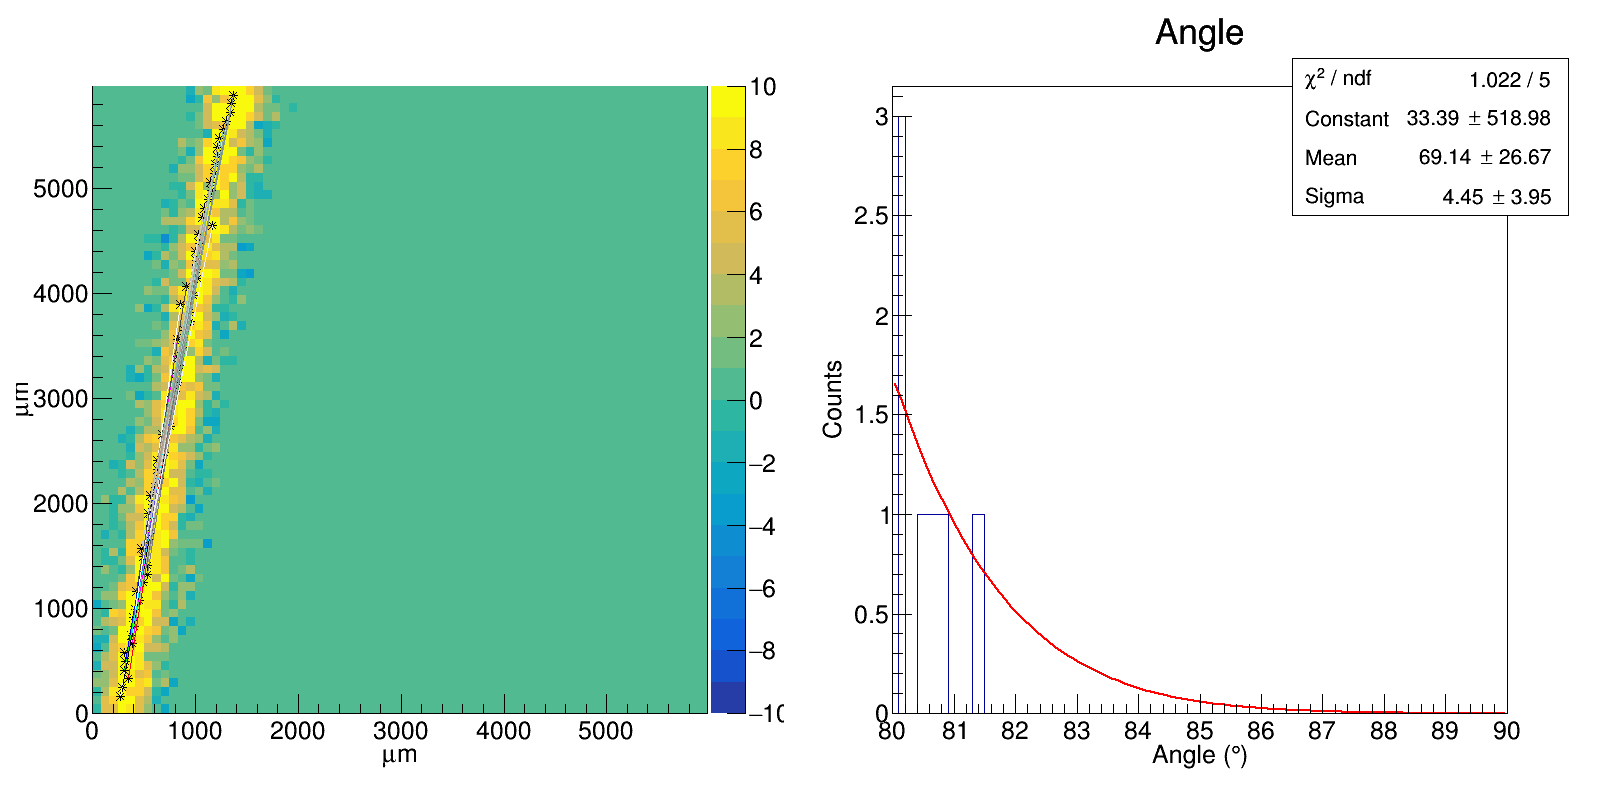 Angle
χ² / ndf 1.022 / 5
Constant 33.39 ± 518.98
Mean 69.14 ± 26.67
Sigma 4.45 ± 3.95
μm
5000
4000
3000
2000
1000
0
0 1000 2000 3000 4000 5000
μm
10
8
6
4
2
0
−2
−4
−6
−8
−10
Counts
3
2.5
2
1.5
1
0.5
0
80 81 82 83 84 85 86 87 88 89 90
Angle (°)